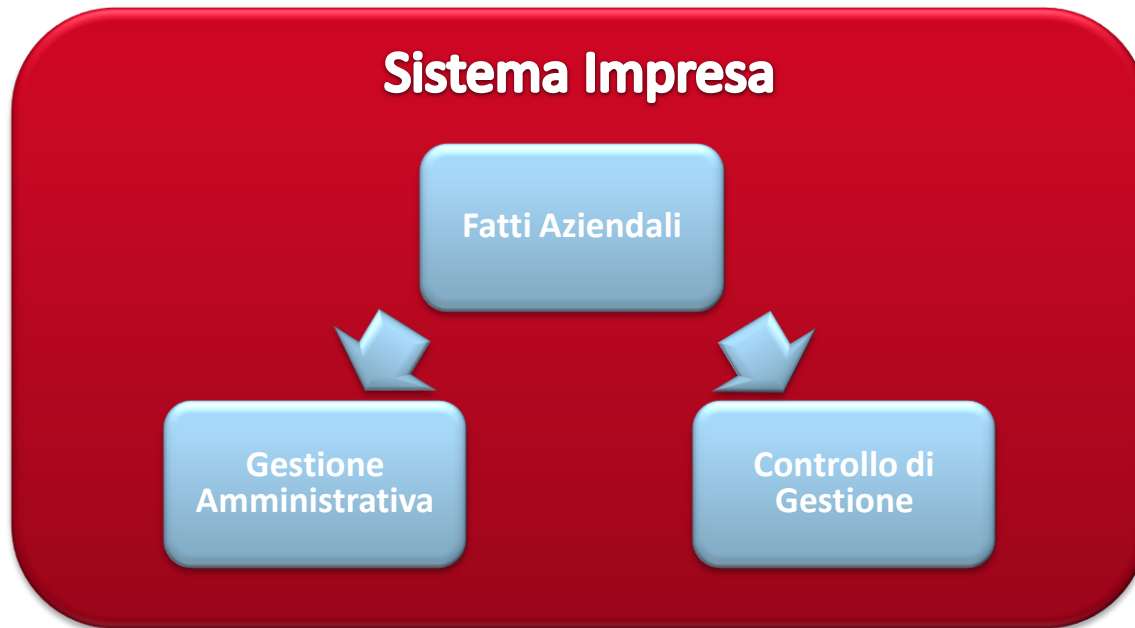 Sistema Impresa
Fatti Aziendali
Gestione
Amministrativa
Controllo di
Gestione